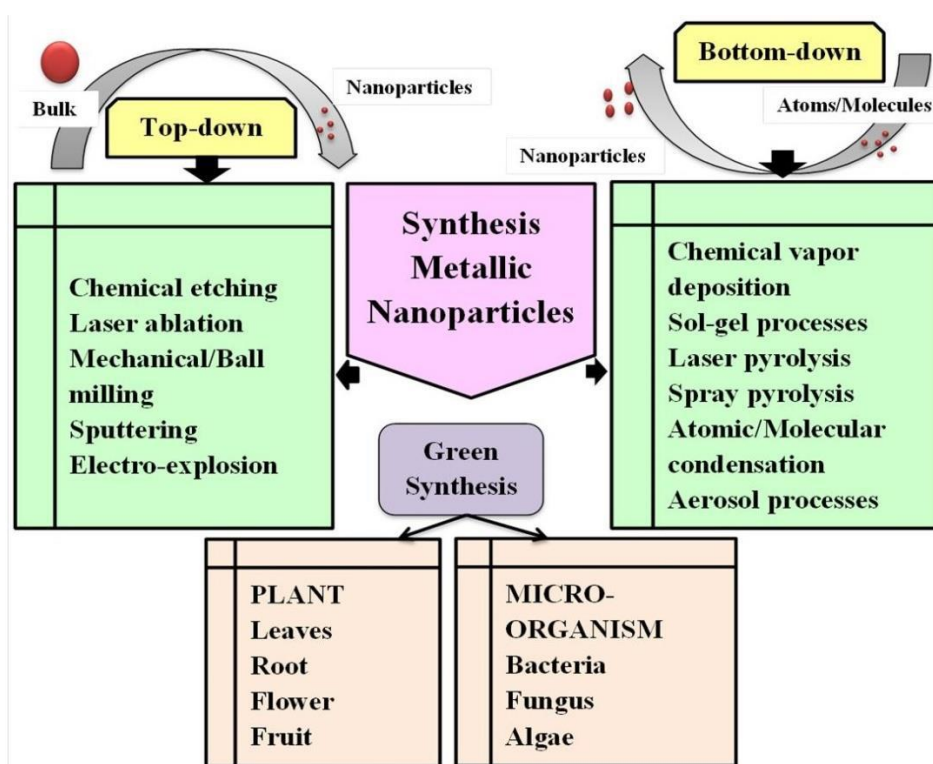 Bulk
Nanoparticles
Top-down
Bottom-down
Atoms/Molecules
Nanoparticles
Chemical etching
Laser ablation
Mechanical/Ball
milling
Sputtering
Electro-explosion
Synthesis
Metallic
Nanoparticles
Chemical vapor
deposition
Sol-gel processes
Laser pyrolysis
Spray pyrolysis
Atomic/Molecular
condensation
Aerosol processes
Green
Synthesis
PLANT
Leaves
Root
Flower
Fruit
MICRO-
ORGANISM
Bacteria
Fungus
Algae